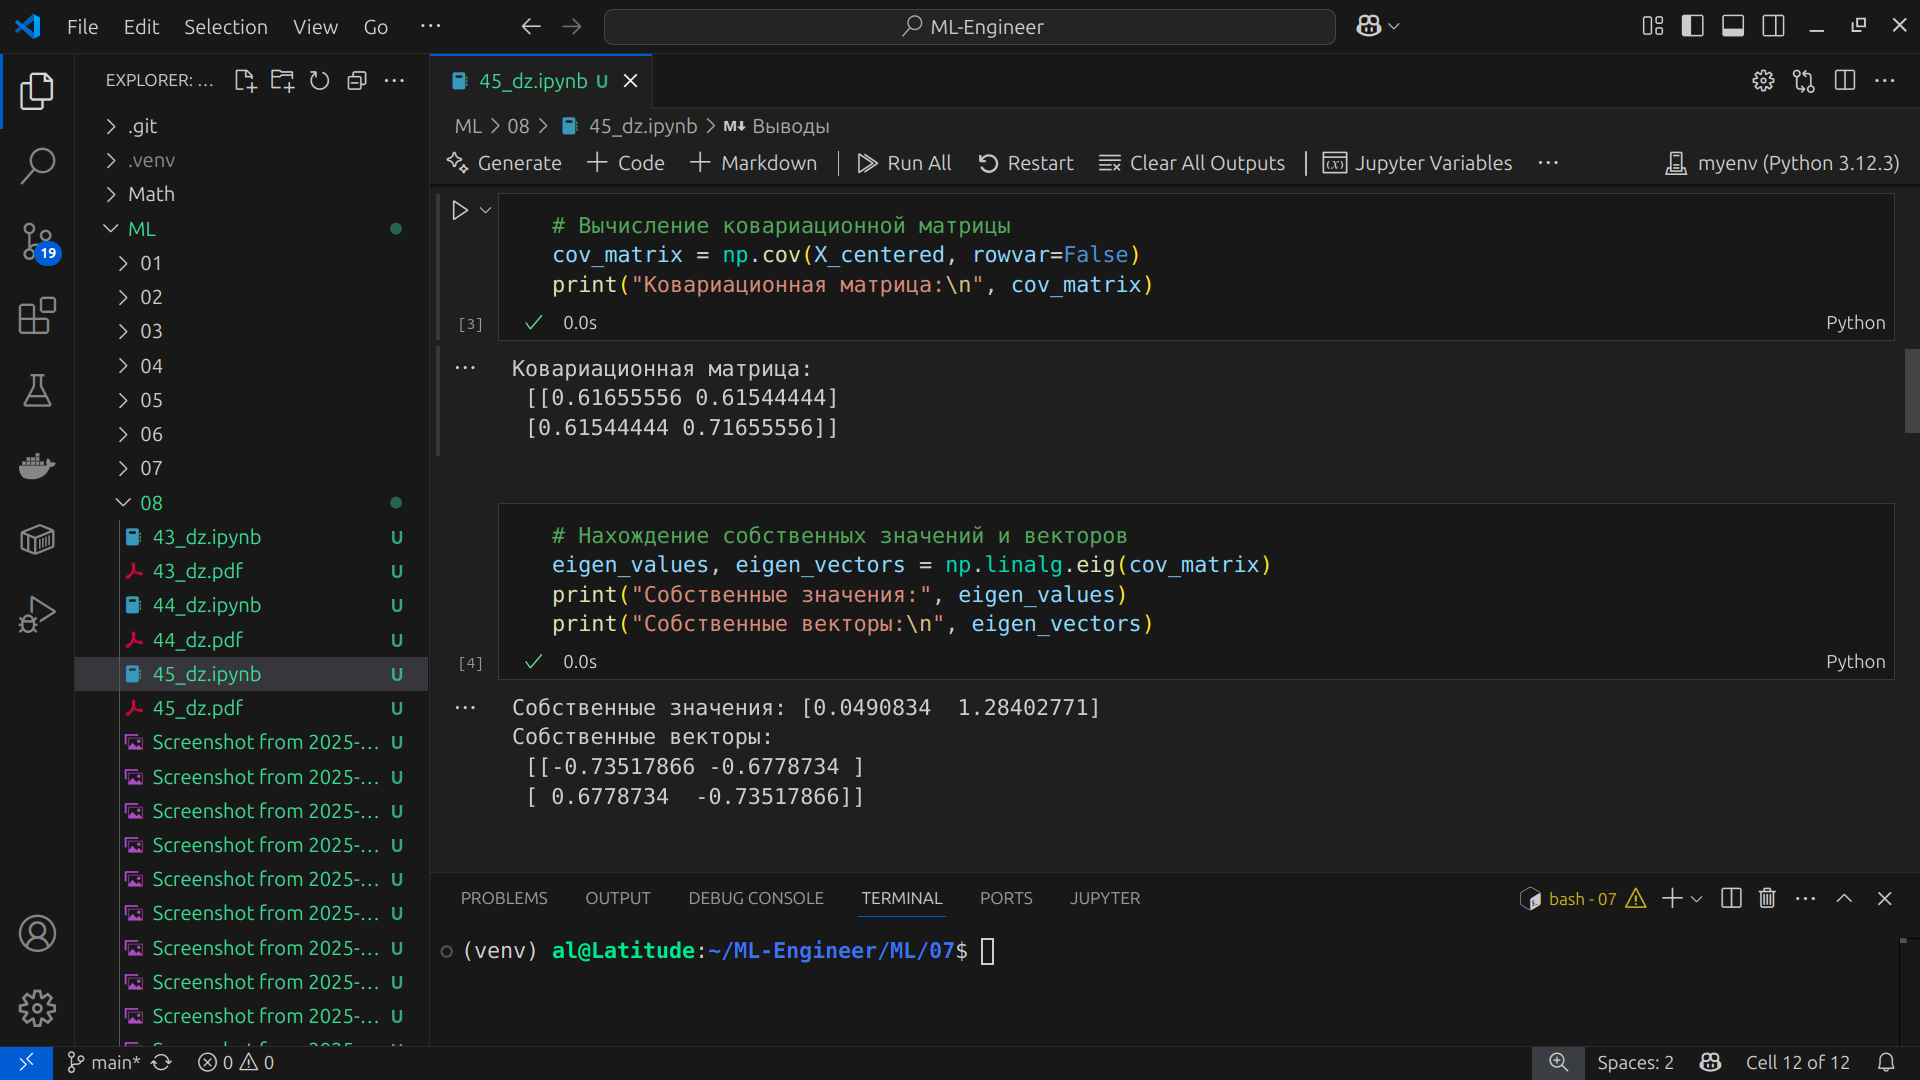 File Edit Selection View Go ···
ML-Engineer
EXPLORER: ...
.git
.venv
Math
ML
01
02
03
04
05
06
07
08
43_dz.ipynb U
43_dz.pdf U
44_dz.ipynb U
44_dz.pdf U
45_dz.ipynb U
45_dz.pdf U
Screenshot from 2025-... U
Screenshot from 2025-... U
Screenshot from 2025-... U
Screenshot from 2025-... U
Screenshot from 2025-... U
Screenshot from 2025-... U
Screenshot from 2025-... U
Screenshot from 2025-... U
Screenshot from 2025-... U
19
45_dz.ipynb U
ML > 08 > 45_dz.ipynb > M↓ Выводы
Generate + Code + Markdown | Run All Restart Clear All Outputs | Jupyter Variables ··· myenv (Python 3.12.3)
# Вычисление ковариационной матрицы
cov_matrix = np.cov(X_centered, rowvar=False)
print("Ковариационная матрица:\n", cov_matrix)
[3] 0.0s Python
Ковариационная матрица:
[[0.61655556 0.61544444]
[0.61544444 0.71655556]]
# Нахождение собственных значений и векторов
eigen_values, eigen_vectors = np.linalg.eig(cov_matrix)
print("Собственные значения:", eigen_values)
print("Собственные векторы:\n", eigen_vectors)
[4] 0.0s Python
Собственные значения: [0.0490834  1.28402771]
Собственные векторы:
[[-0.73517866 -0.6778734 ]
[ 0.6778734  -0.73517866]]
PROBLEMS OUTPUT DEBUG CONSOLE TERMINAL PORTS JUPYTER
bash - 07
(venv) al@Latitude:~/ML-Engineer/ML/07$
main* 0 0
Spaces: 2 Cell 12 of 12